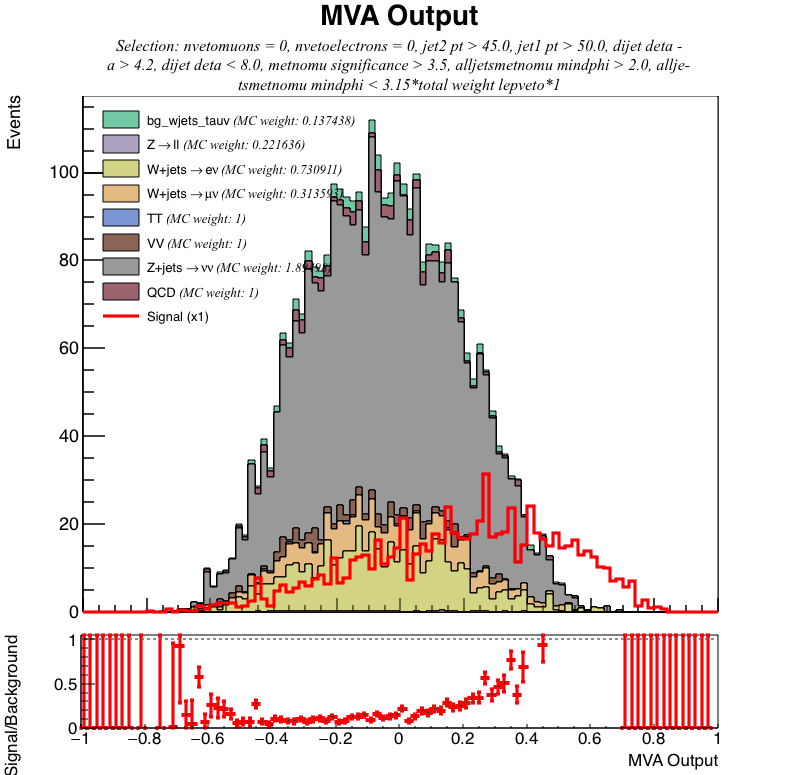 MVA Output
Selection: nvetomuons = 0, nvetoelectrons = 0, jet2 pt > 45.0, jet1 pt > 50.0, dijet deta -
a > 4.2, dijet deta < 8.0, metnomu significance > 3.5, alljetsmetnomu mindphi > 2.0, allje-
tsmetnomu mindphi < 3.15*total weight lepveto*1
Events
bg_wjets_tauv (MC weight: 0.137438)
Z → ll (MC weight: 0.221636)
W+jets → ev (MC weight: 0.730911)
W+jets → μν (MC weight: 0.313593)
TT (MC weight: 1)
VV (MC weight: 1)
Z+jets → νν (MC weight:
QCD (MC weight: 1)
Signal (x1)
100
80
60
40
20
0
Signal/Background
1
0.5
0
−1 −0.8 −0.6 −0.4 −0.2 0 0.2 0.4 0.6 0.8 1
MVA Output